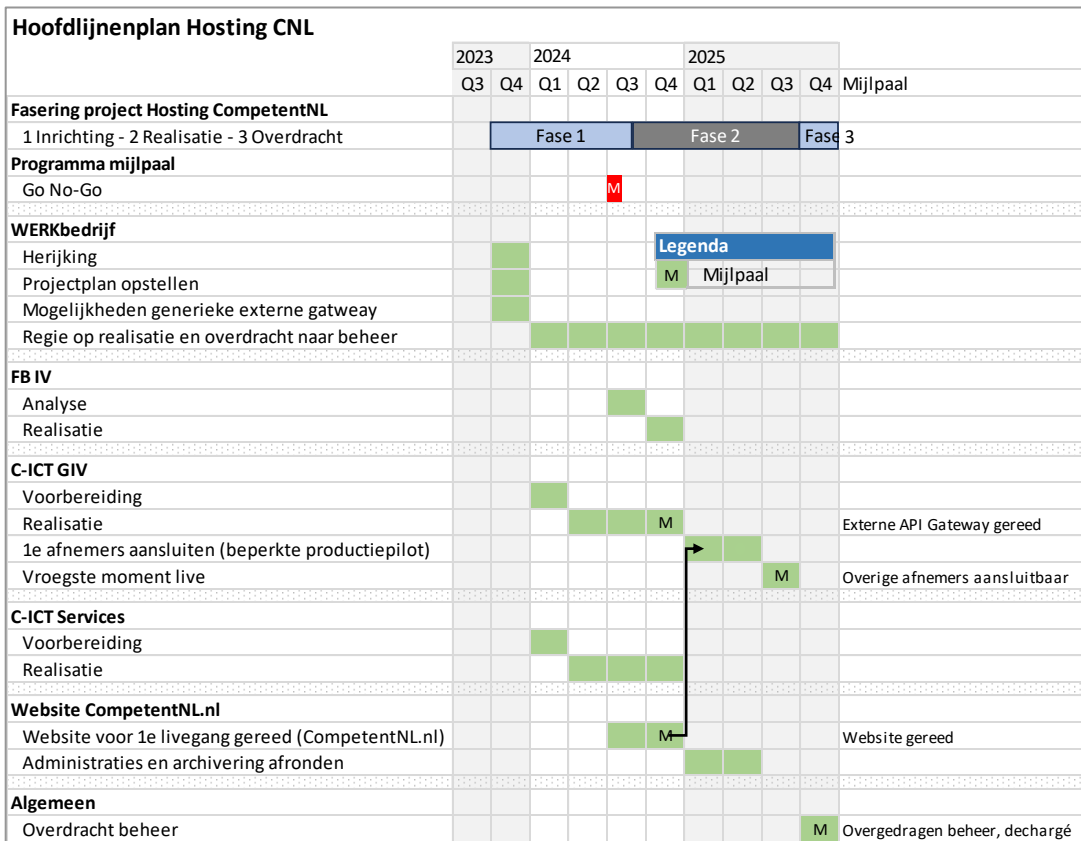 Hoofdlijnenplan Hosting CNL
2023 2024 2025
Q3 Q4 Q1 Q2 Q3 Q4 Q1 Q2 Q3 Q4 Mijlpaal
Fasering project Hosting CompetentNL
1 Inrichting - 2 Realisatie - 3 Overdracht Fase 1 Fase 2 Fase 3
Programma mijlpaal
Go No-Go M
WERKbedrijf
Herijking
Legenda
Projectplan opstellen
M Mijlpaal
Mogelijkheden generieke externe gatweay
Regie op realisatie en overdracht naar beheer
FB IV
Analyse
Realisatie
C-ICT GIV
Voorbereiding
Realisatie M Externe API Gateway gereed
1e afnemers aansluiten (beperkte productiepilot)
Vroegste moment live M Overige afnemers aansluitbaar
C-ICT Services
Voorbereiding
Realisatie
Website CompetentNL.nl
Website voor 1e livegang gereed (CompetentNL.nl) M Website gereed
Administraties en archivering afronden
Algemeen
Overdracht beheer M Overgedragen beheer, dechargé